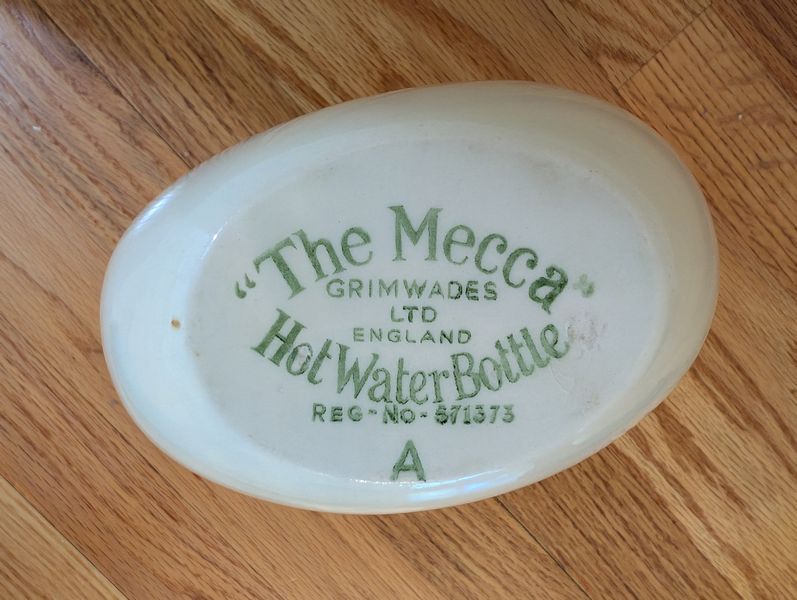 "The Mecca"
GRIMWADES
LTD
ENGLAND
Hot Water Bottle
REG-NO-571373
A